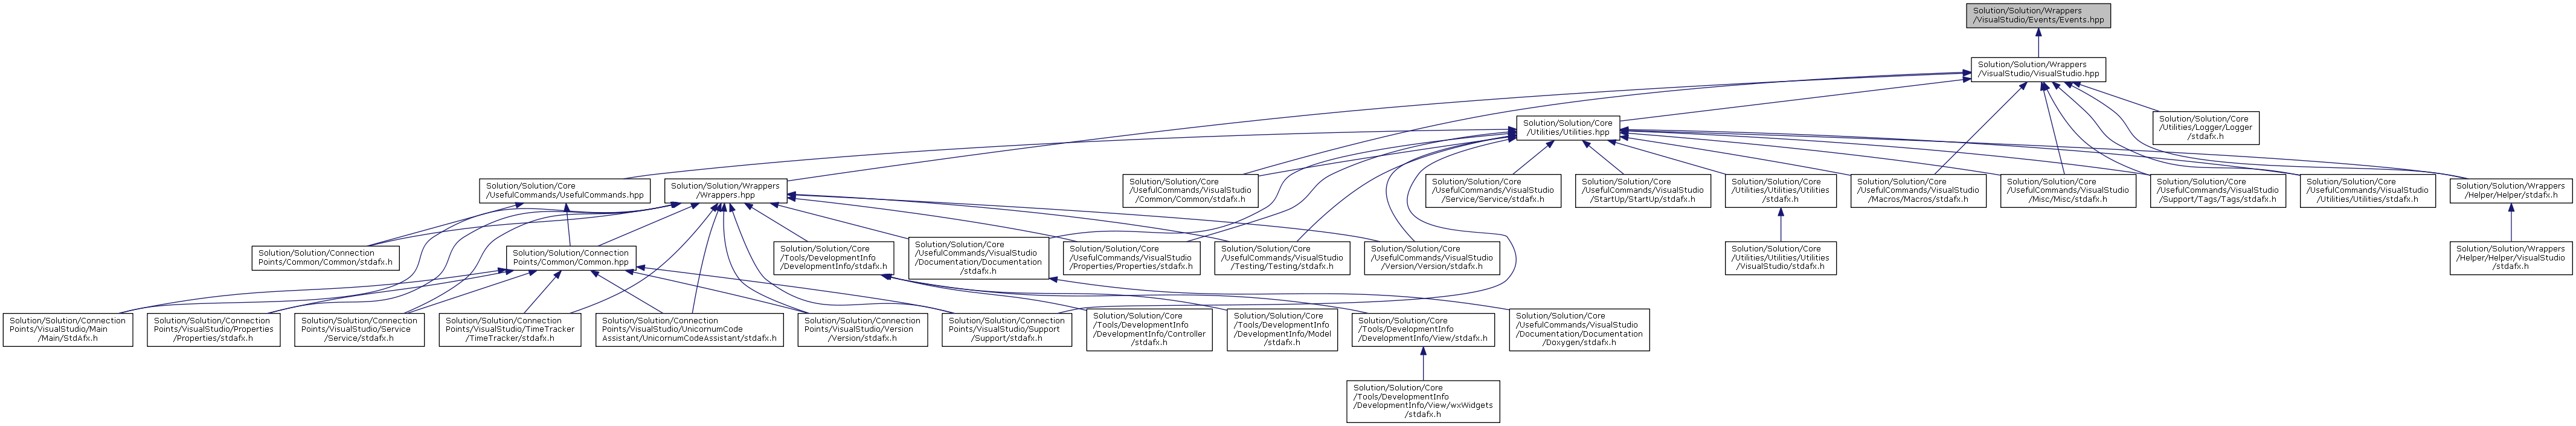 Solution/Solution/Wrappers
/VisualStudio/Events/Events.hpp
Solution/Solution/Wrappers
/VisualStudio/VisualStudio.hpp
Solution/Solution/Core
/Utilities/Utilities.hpp
Solution/Solution/Core
/Utilities/Logger/Logger
/stdafx.h
Solution/Solution/Core
/UsefulCommands/UsefulCommands.hpp
Solution/Solution/Wrappers
/Wrappers.hpp
Solution/Solution/Core
/UsefulCommands/VisualStudio
/Common/Common/stdafx.h
Solution/Solution/Core
/UsefulCommands/VisualStudio
/Service/Service/stdafx.h
Solution/Solution/Core
/UsefulCommands/VisualStudio
/StartUp/StartUp/stdafx.h
Solution/Solution/Core
/Utilities/Utilities/Utilities
/stdafx.h
Solution/Solution/Core
/UsefulCommands/VisualStudio
/Macros/Macros/stdafx.h
Solution/Solution/Core
/UsefulCommands/VisualStudio
/Misc/Misc/stdafx.h
Solution/Solution/Core
/UsefulCommands/VisualStudio
/Support/Tags/Tags/stdafx.h
Solution/Solution/Core
/UsefulCommands/VisualStudio
/Utilities/Utilities/stdafx.h
Solution/Solution/Wrappers
/Helper/Helper/stdafx.h
Solution/Solution/Connection
Points/Common/Common/stdafx.h
Solution/Solution/Connection
Points/Common/Common.hpp
Solution/Solution/Core
/Tools/DevelopmentInfo
/DevelopmentInfo/stdafx.h
Solution/Solution/Core
/UsefulCommands/VisualStudio
/Documentation/Documentation
/stdafx.h
Solution/Solution/Core
/UsefulCommands/VisualStudio
/Properties/Properties/stdafx.h
Solution/Solution/Core
/UsefulCommands/VisualStudio
/Testing/Testing/stdafx.h
Solution/Solution/Core
/UsefulCommands/VisualStudio
/Version/Version/stdafx.h
Solution/Solution/Core
/Utilities/Utilities/Utilities
/VisualStudio/stdafx.h
Solution/Solution/Wrappers
/Helper/Helper/VisualStudio
/stdafx.h
Solution/Solution/Connection
Points/VisualStudio/Main
/Main/StdAfx.h
Solution/Solution/Connection
Points/VisualStudio/Properties
/Properties/stdafx.h
Solution/Solution/Connection
Points/VisualStudio/Service
/Service/stdafx.h
Solution/Solution/Connection
Points/VisualStudio/TimeTracker
/TimeTracker/stdafx.h
Solution/Solution/Connection
Points/VisualStudio/UnicornumCode
Assistant/UnicornumCodeAssistant/stdafx.h
Solution/Solution/Connection
Points/VisualStudio/Version
/Version/stdafx.h
Solution/Solution/Connection
Points/VisualStudio/Support
/Support/stdafx.h
Solution/Solution/Core
/Tools/DevelopmentInfo
/DevelopmentInfo/Controller
/stdafx.h
Solution/Solution/Core
/Tools/DevelopmentInfo
/DevelopmentInfo/Model
/stdafx.h
Solution/Solution/Core
/Tools/DevelopmentInfo
/DevelopmentInfo/View/stdafx.h
Solution/Solution/Core
/UsefulCommands/VisualStudio
/Documentation/Documentation
/Doxygen/stdafx.h
Solution/Solution/Core
/Tools/DevelopmentInfo
/DevelopmentInfo/View/wxWidgets
/stdafx.h